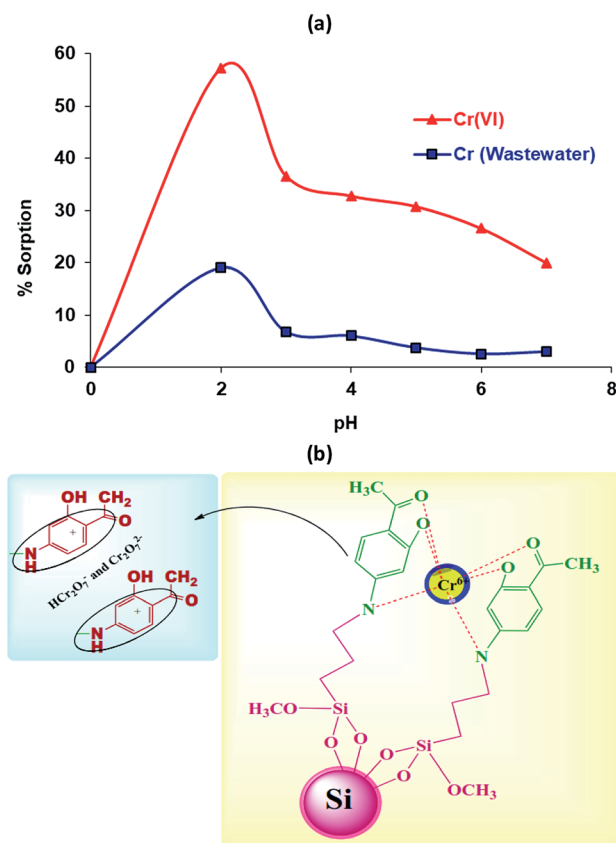 (a)
60
50
40
30
20
10
0
% Sorption
Cr(VI)
Cr (Wastewater)
0 2 4 6 8
pH
(b)
OH CH₂
O
+
N
H
HCr₂O₇⁻ and Cr₂O₇²⁻
OH CH₂
O
+
N
H
H₃C
O
O
Cr⁶⁺
O
CH₃
O
N
N
H₃CO
Si
O
O
Si
O
O
OCH₃
Si